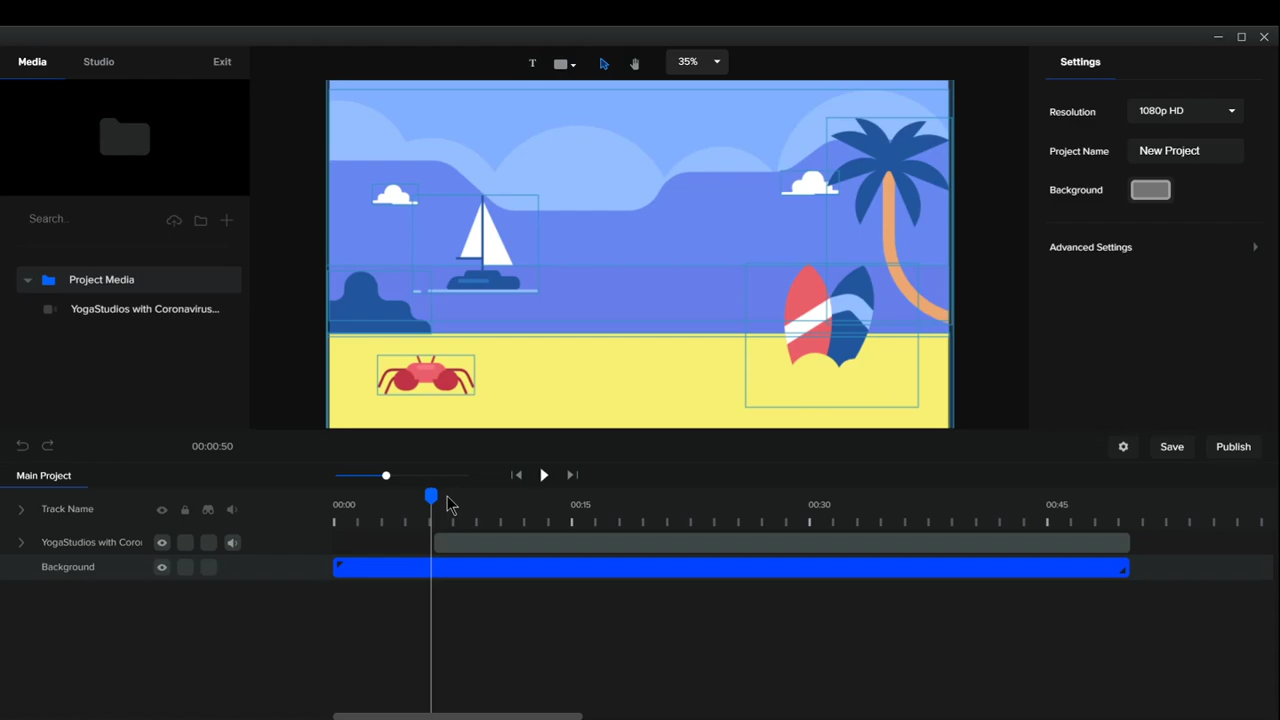 Media
Studio
Exit
T
35%
Settings
Resolution
1080p HD
Project Name
New Project
Background
Advanced Settings
Search..
Project Media
YogaStudios with Coronavirus...
00:00:50
Save
Publish
Main Project
00:00
00:15
00:30
00:45
Track Name
YogaStudios with Coro
Background